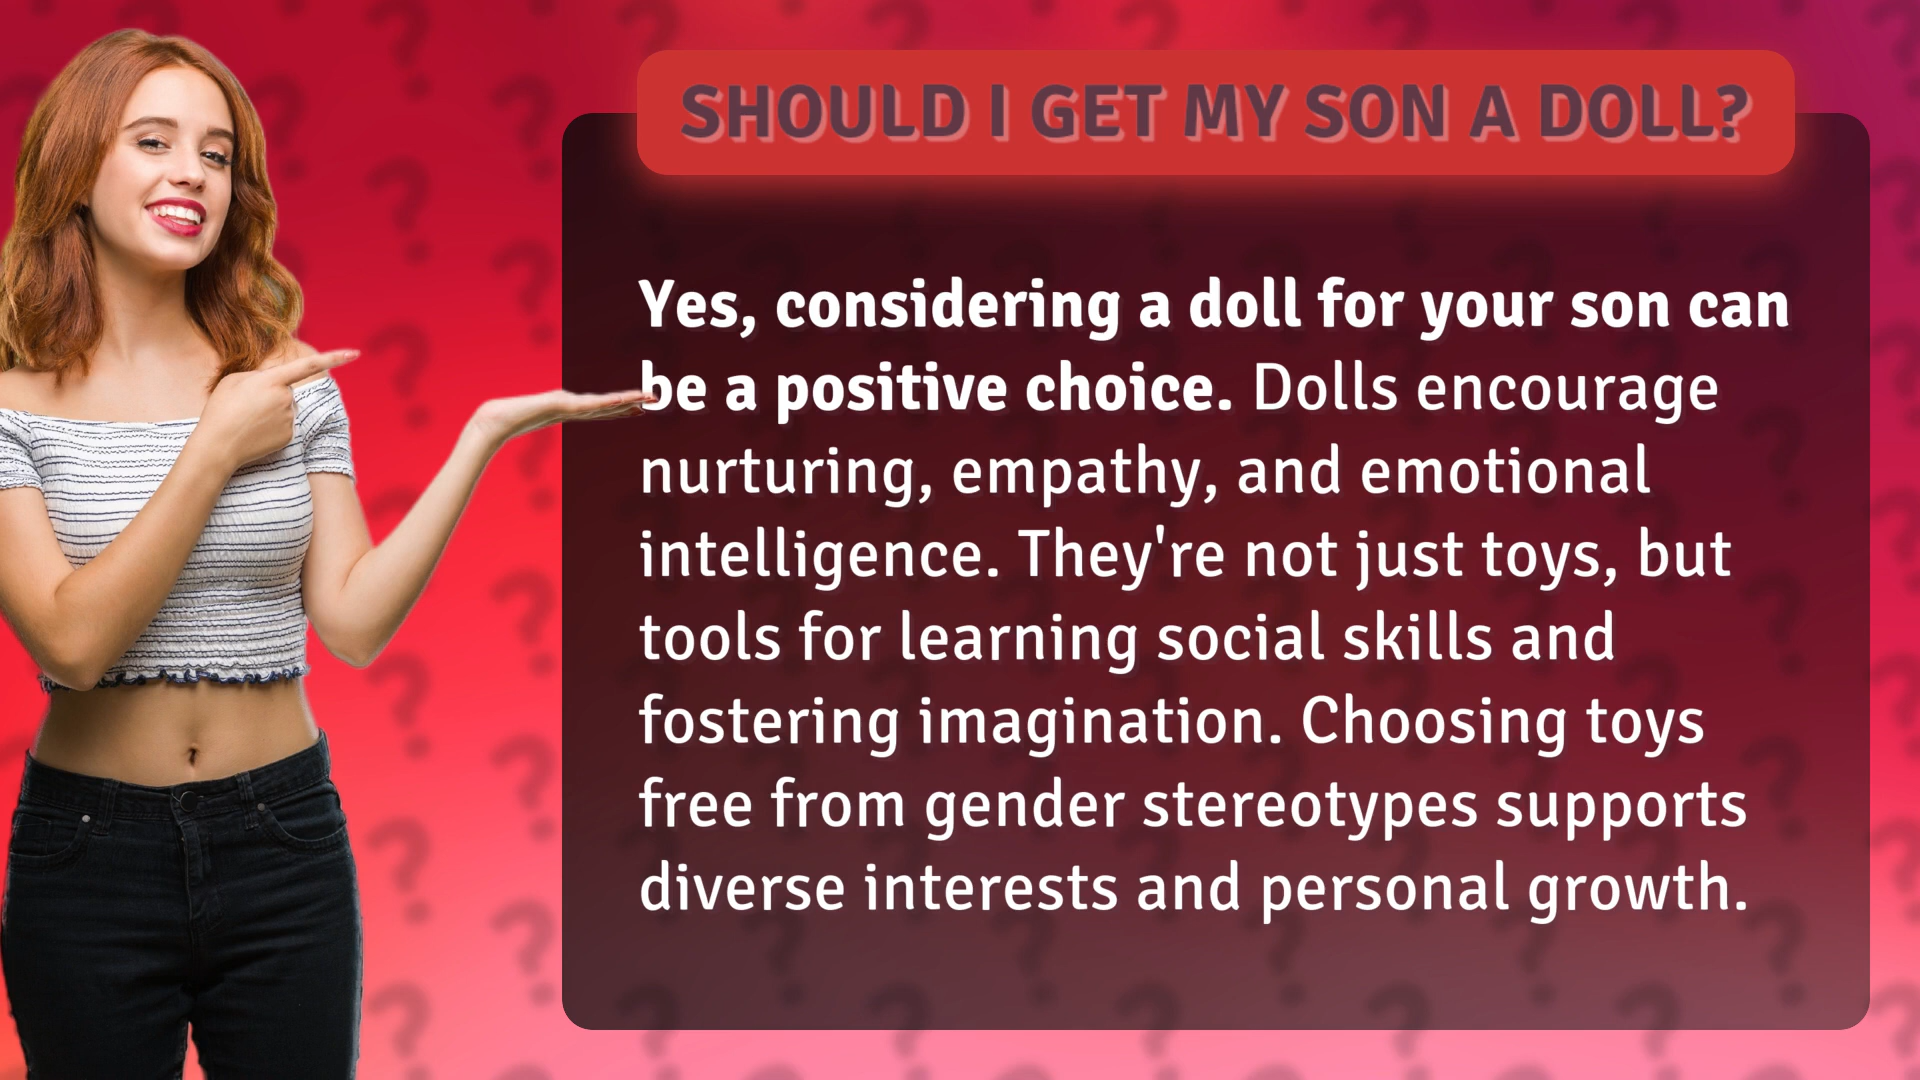 SHOULD I GET MY SON A DOLL?
Yes, considering a doll for your son can
be a positive choice. Dolls encourage
nurturing, empathy, and emotional
intelligence. They're not just toys, but
tools for learning social skills and
fostering imagination. Choosing toys
free from gender stereotypes supports
diverse interests and personal growth.